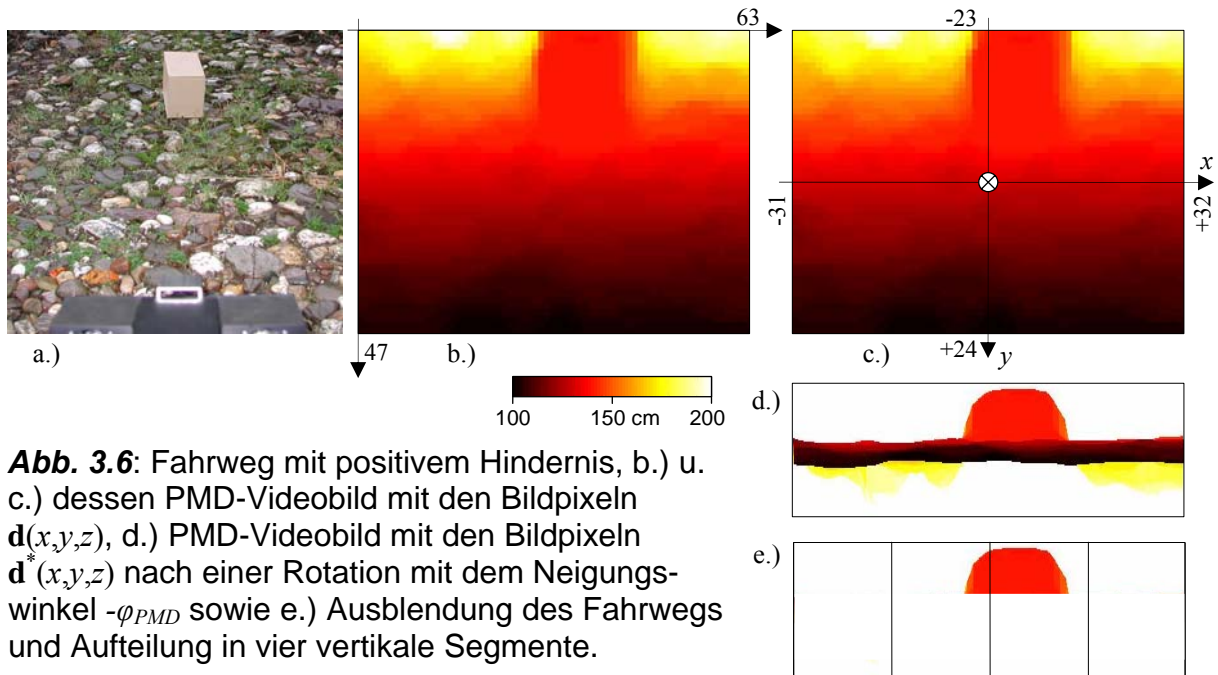 63
-23
x
-31
+32
a.)
47
b.)
c.)
+24
y
100
150 cm
200
d.)
Abb. 3.6: Fahrweg mit positivem Hindernis, b.) u.
c.) dessen PMD-Videobild mit den Bildpixeln
d(x,y,z), d.) PMD-Videobild mit den Bildpixeln
d*(x,y,z) nach einer Rotation mit dem Neigungs-
winkel -φPMD sowie e.) Ausblendung des Fahrwegs
und Aufteilung in vier vertikale Segmente.
e.)